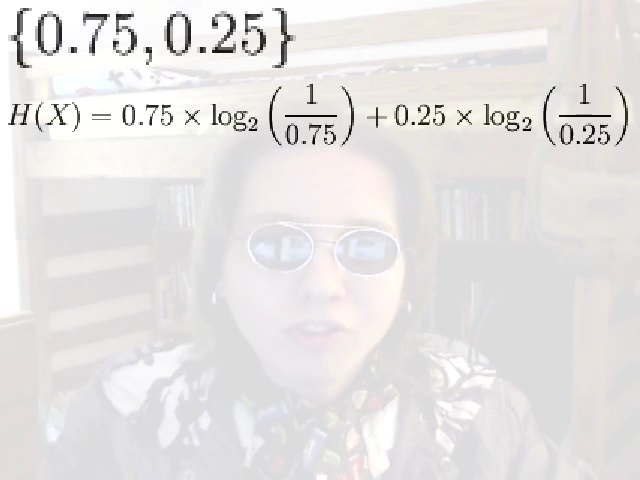 {0.75, 0.25}
H(X) = 0.75 × log₂ (1/0.75) + 0.25 × log₂ (1/0.25)